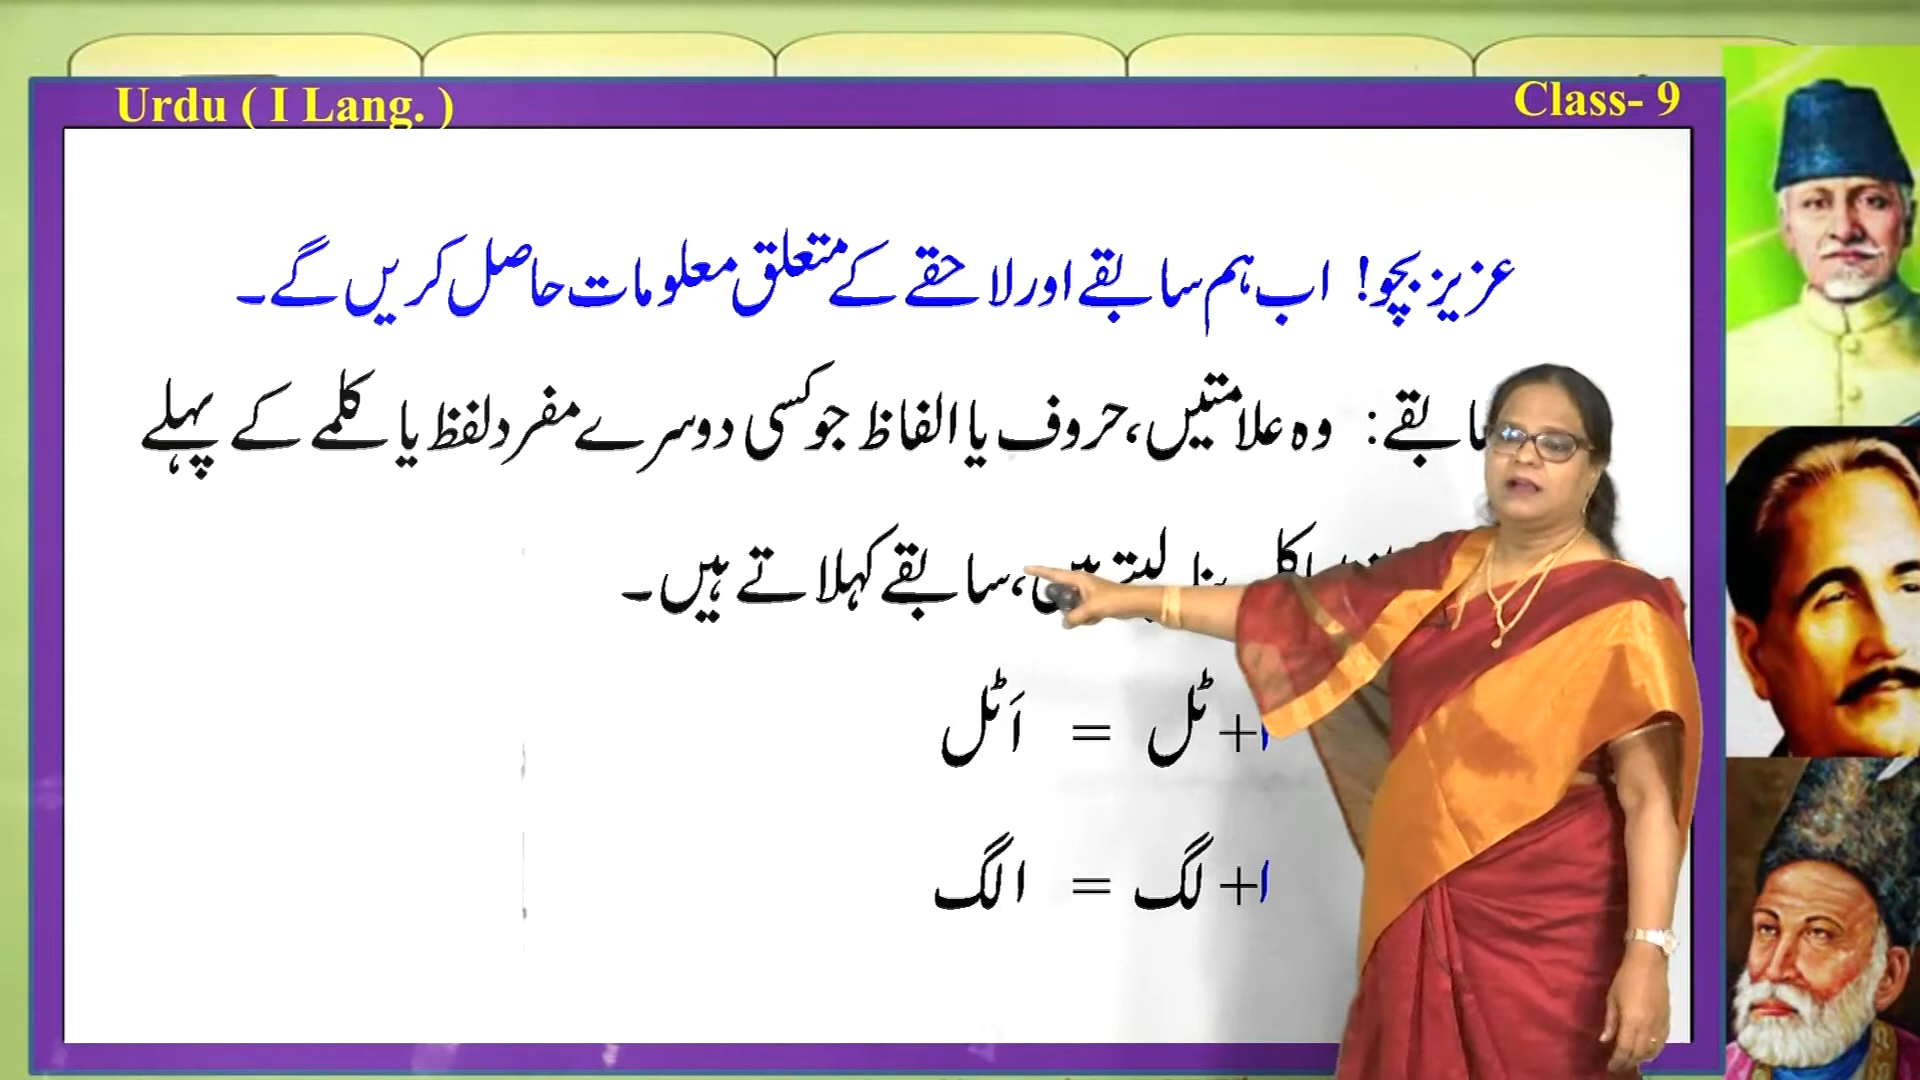 Urdu ( I Lang. )
Class- 9
عزیز بچو! اب ہم سابقے اور لاحقے کے متعلق معلومات حاصل کریں گے۔
وہ علامتیں، حروف یا الفاظ جو کسی دوسرے مفرد لفظ یا کلمے کے پہلے
سابقے کہلاتے ہیں۔
ا + ٹل = اَٹل
ا + لگ = الگ